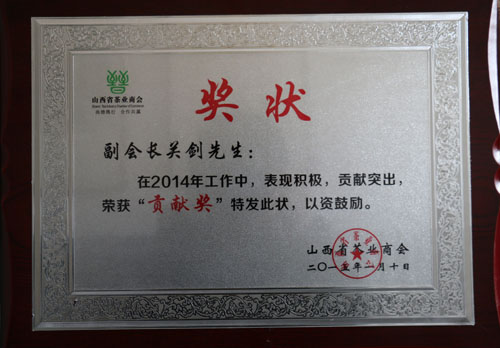 山西省茶业商会
奖状
副会长关剑先生：
在2014年工作中，表现积极，贡献突出，
荣获“贡献奖”特发此状，以资鼓励。
山西省茶业商会
二〇一五年一月十日